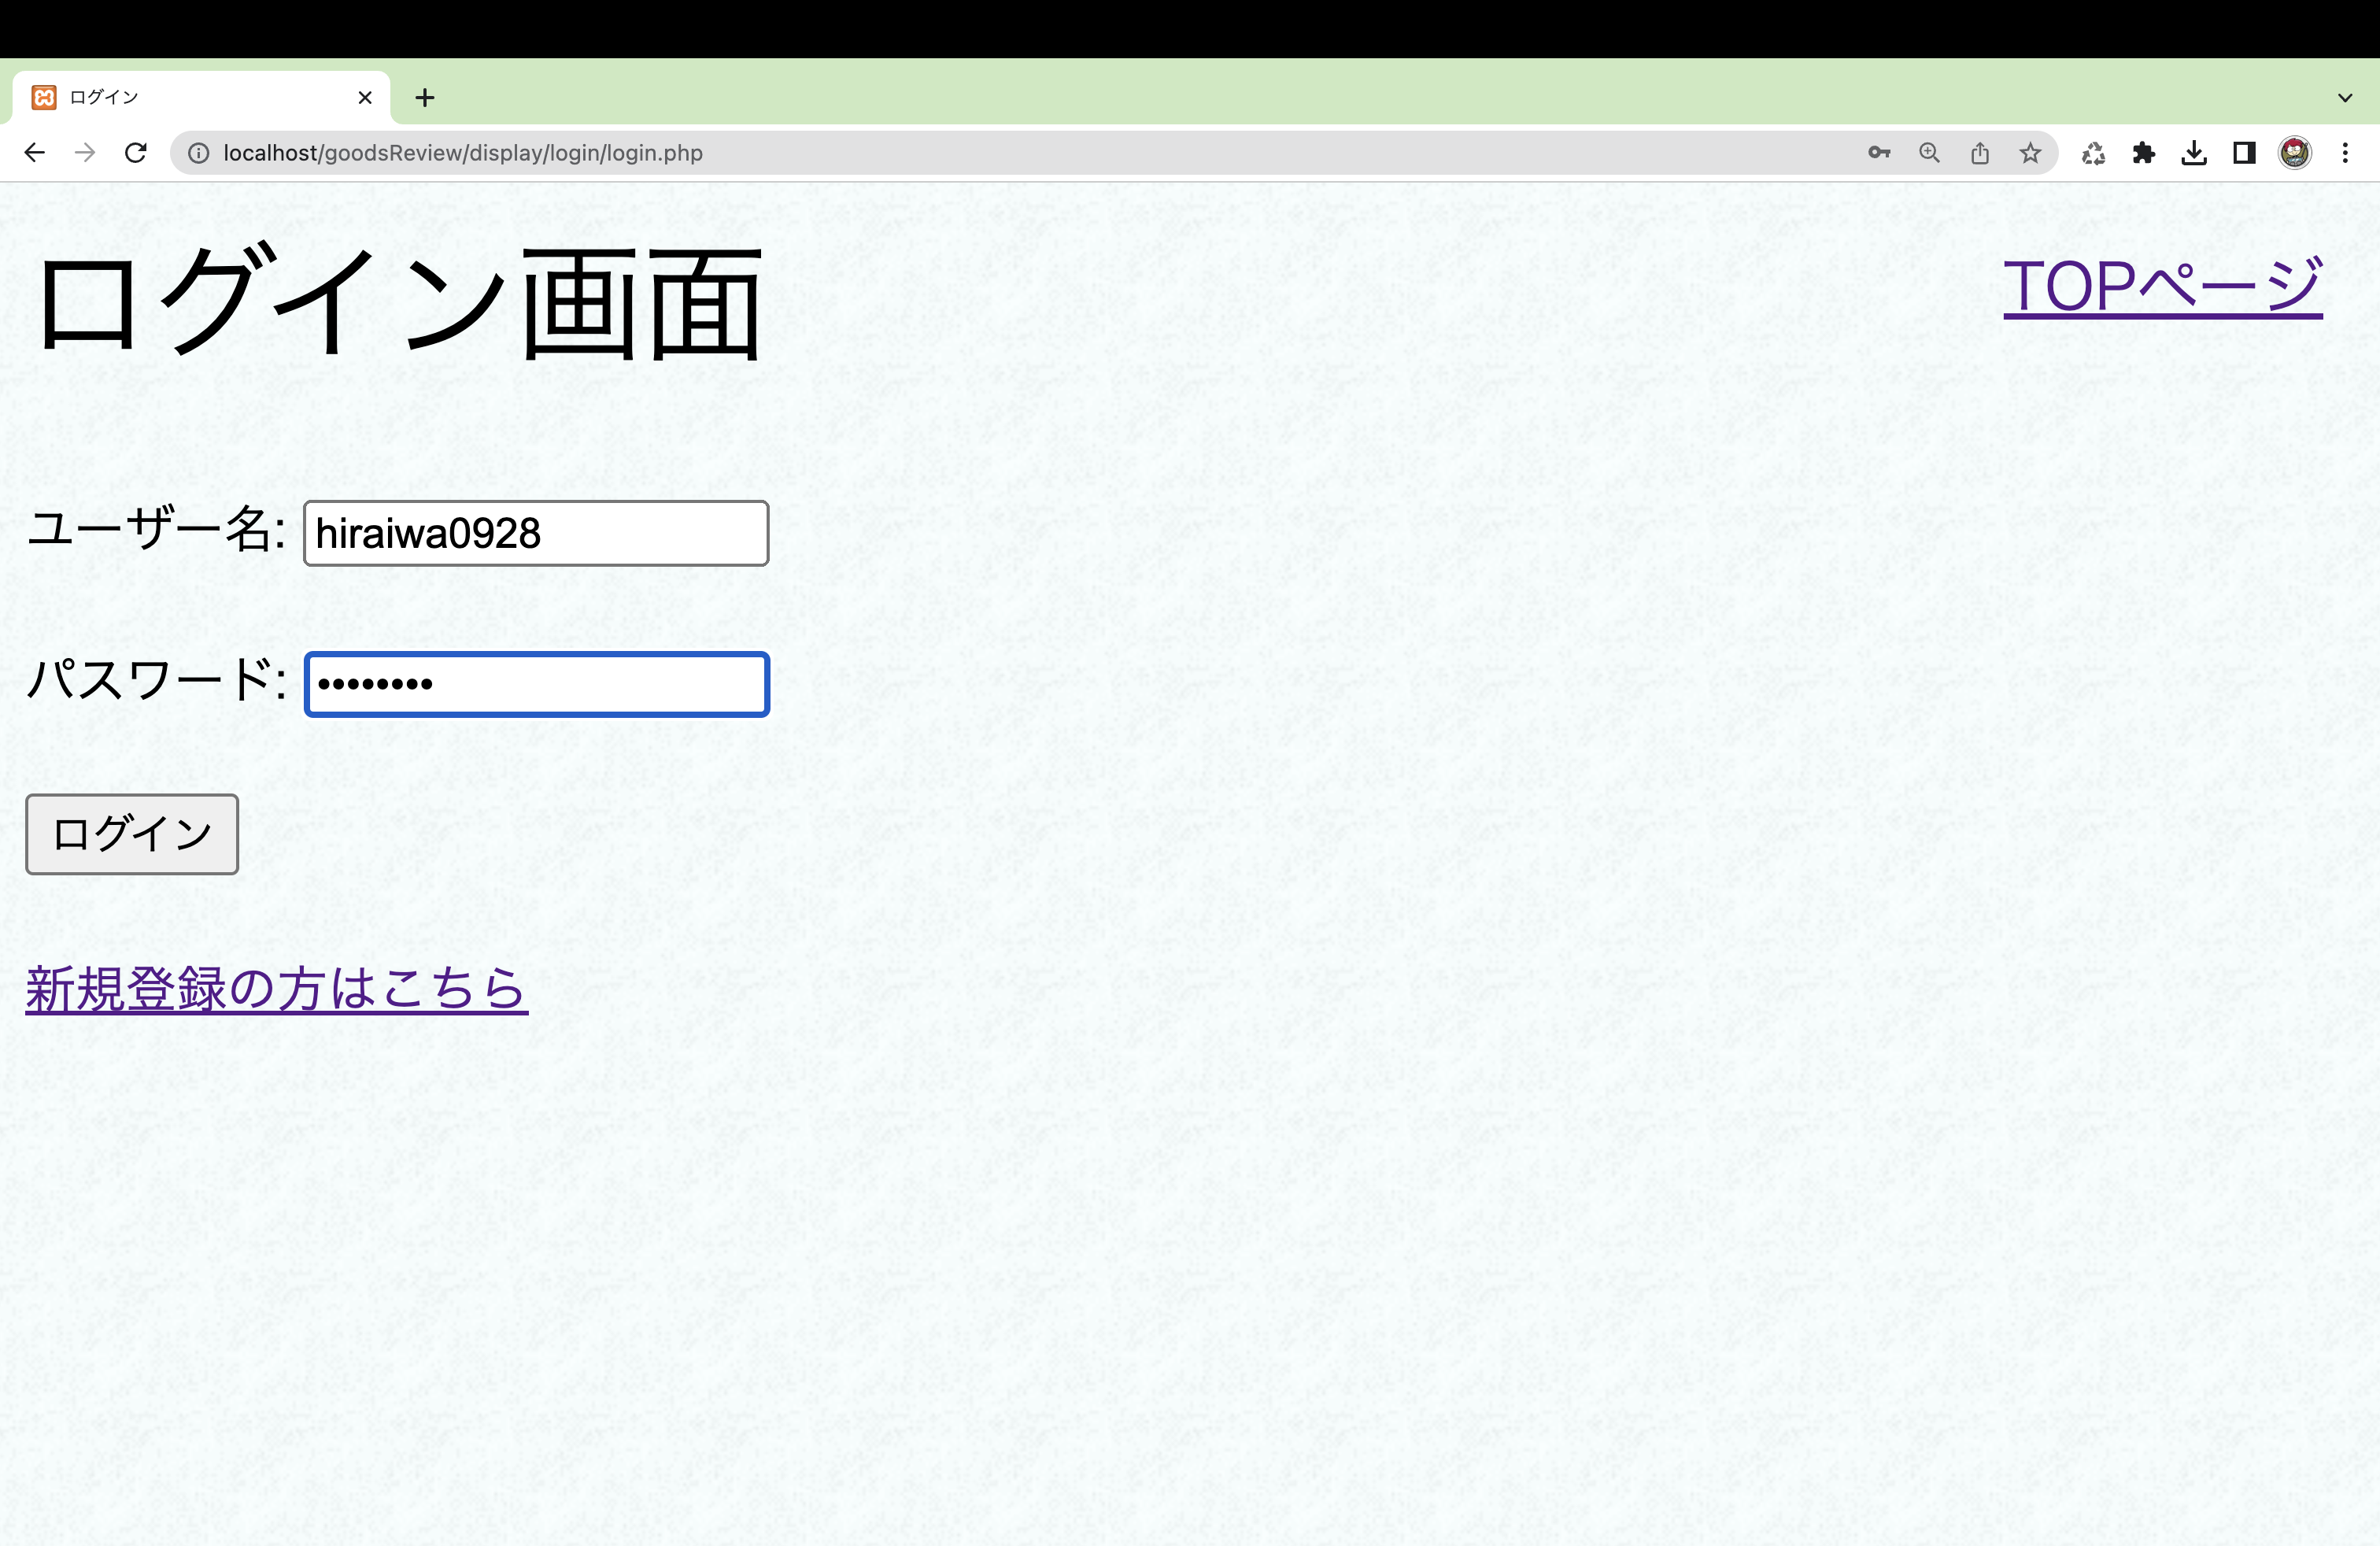 ログイン
localhost/goodsReview/display/login/login.php
ログイン画面
TOPページ
ユーザー名: hiraiwa0928
パスワード: ••••••••
ログイン
新規登録の方はこちら